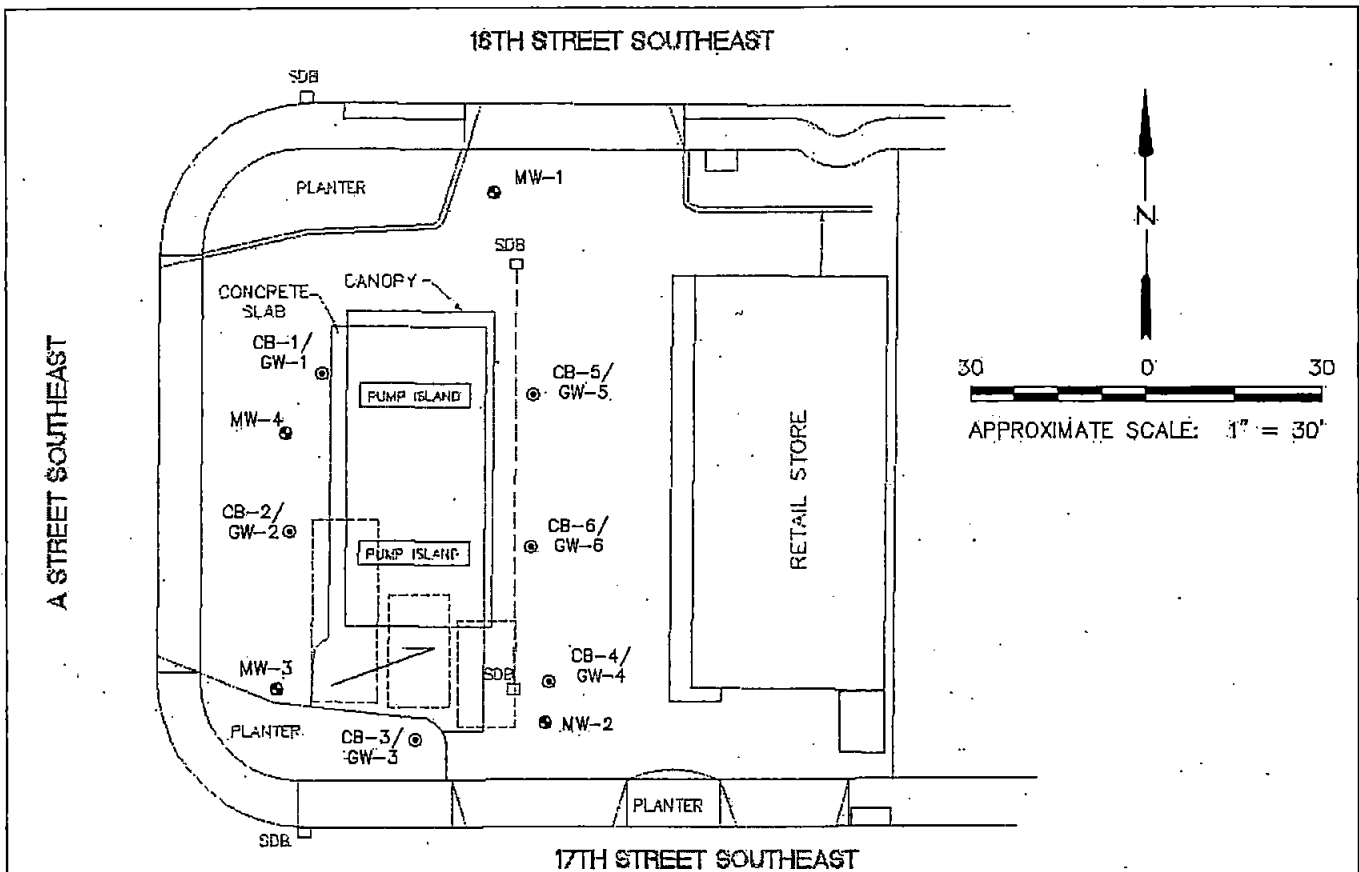 16TH STREET SOUTHEAST
SDB
PLANTER
MW-1
SDB
CANOPY
CONCRETE
SLAB
CB-1/
GW-1
PUMP ISLAND
CB-5/
GW-5
MW-4
A STREET SOUTHEAST
RETAIL STORE
N
30 0 30
APPROXIMATE SCALE: 1" = 30'
CB-2/
GW-2
CB-6/
GW-6
PUMP ISLAND
MW-3
SDB
CB-4/
GW-4
PLANTER
CB-3/
GW-3
MW-2
PLANTER
SDB
17TH STREET SOUTHEAST